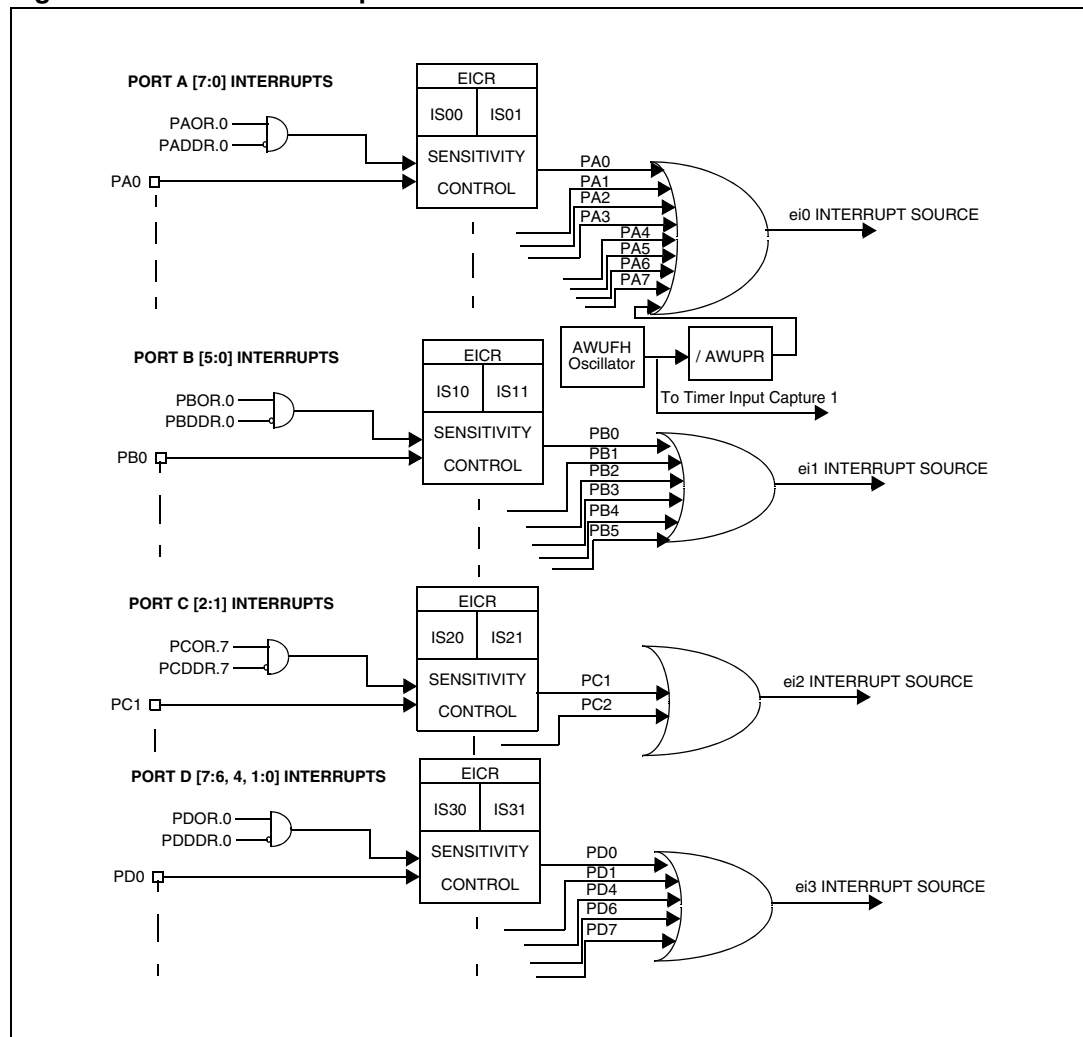 PORT A [7:0] INTERRUPTS
EICR
IS00 IS01
PAOR.0
PADDR.0
SENSITIVITY
CONTROL
PA0
PA0
PA1
PA2
PA3
PA4
PA5
PA6
PA7
ei0 INTERRUPT SOURCE
AWUFH
Oscillator
/ AWUPR
To Timer Input Capture 1
PORT B [5:0] INTERRUPTS
EICR
IS10 IS11
PBOR.0
PBDDR.0
SENSITIVITY
CONTROL
PB0
PB0
PB1
PB2
PB3
PB4
PB5
ei1 INTERRUPT SOURCE
PORT C [2:1] INTERRUPTS
EICR
IS20 IS21
PCOR.7
PCDDR.7
SENSITIVITY
CONTROL
PC1
PC1
PC2
ei2 INTERRUPT SOURCE
PORT D [7:6, 4, 1:0] INTERRUPTS
EICR
IS30 IS31
PDOR.0
PDDDR.0
SENSITIVITY
CONTROL
PD0
PD0
PD1
PD4
PD6
PD7
ei3 INTERRUPT SOURCE